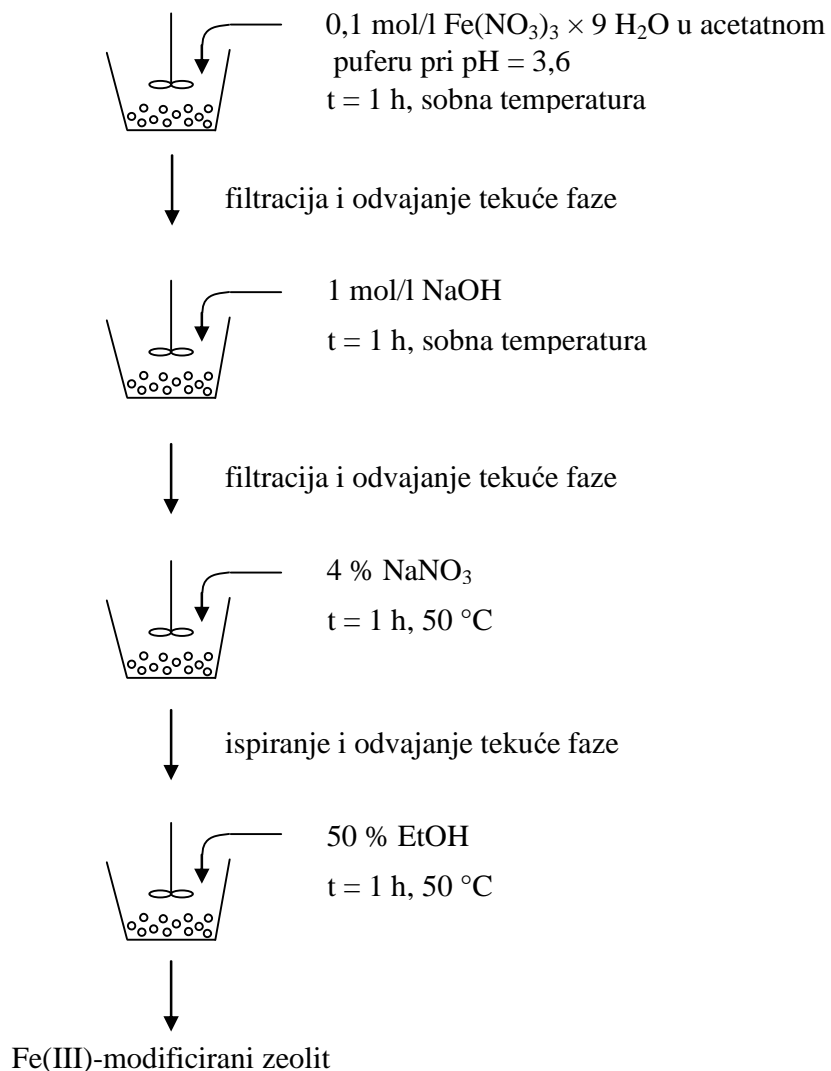 0,1 mol/l Fe(NO₃)₃ × 9 H₂O u acetatnom
puferu pri pH = 3,6
t = 1 h, sobna temperatura
filtracija i odvajanje tekuće faze
1 mol/l NaOH
t = 1 h, sobna temperatura
filtracija i odvajanje tekuće faze
4 % NaNO₃
t = 1 h, 50 °C
ispiranje i odvajanje tekuće faze
50 % EtOH
t = 1 h, 50 °C
Fe(III)-modificirani zeolit